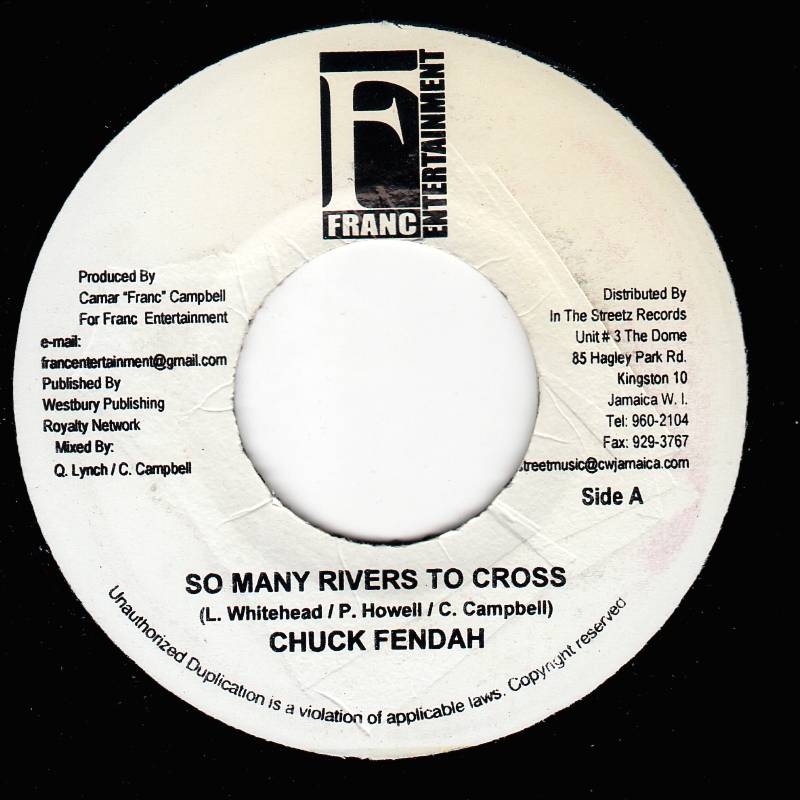 F
FRANC
ENTERTAINMENT
Produced By
Camar "Franc" Campbell
For Franc Entertainment
e-mail:
francentertainment@gmail.com
Published By
Westbury Publishing
Royalty Network
Mixed By:
Q. Lynch / C. Campbell
Distributed By
In The Streetz Records
Unit # 3 The Dome
85 Hagley Park Rd.
Kingston 10
Jamaica W. I.
Tel: 960-2104
Fax: 929-3767
treetmusic@cwjamaica.com
Side A
SO MANY RIVERS TO CROSS
(L. Whitehead / P. Howell / C. Campbell)
CHUCK FENDAH
Unauthorized Duplication is a violation of applicable laws. Copyright reserved